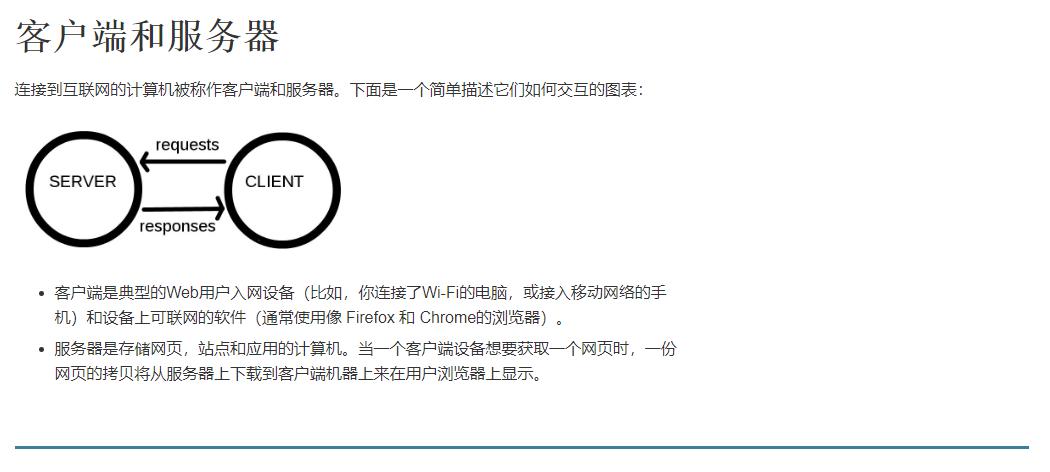 客户端和服务器
连接到互联网的计算机被称作客户端和服务器。下面是一个简单描述它们如何交互的图表：
requests
SERVER
CLIENT
responses
客户端是典型的Web用户入网设备（比如，你连接了Wi-Fi的电脑，或接入移动网络的手
机）和设备上可联网的软件（通常使用像 Firefox 和 Chrome的浏览器）。
服务器是存储网页，站点和应用的计算机。当一个客户端设备想要获取一个网页时，一份
网页的拷贝将从服务器上下载到客户端机器上来在用户浏览器上显示。